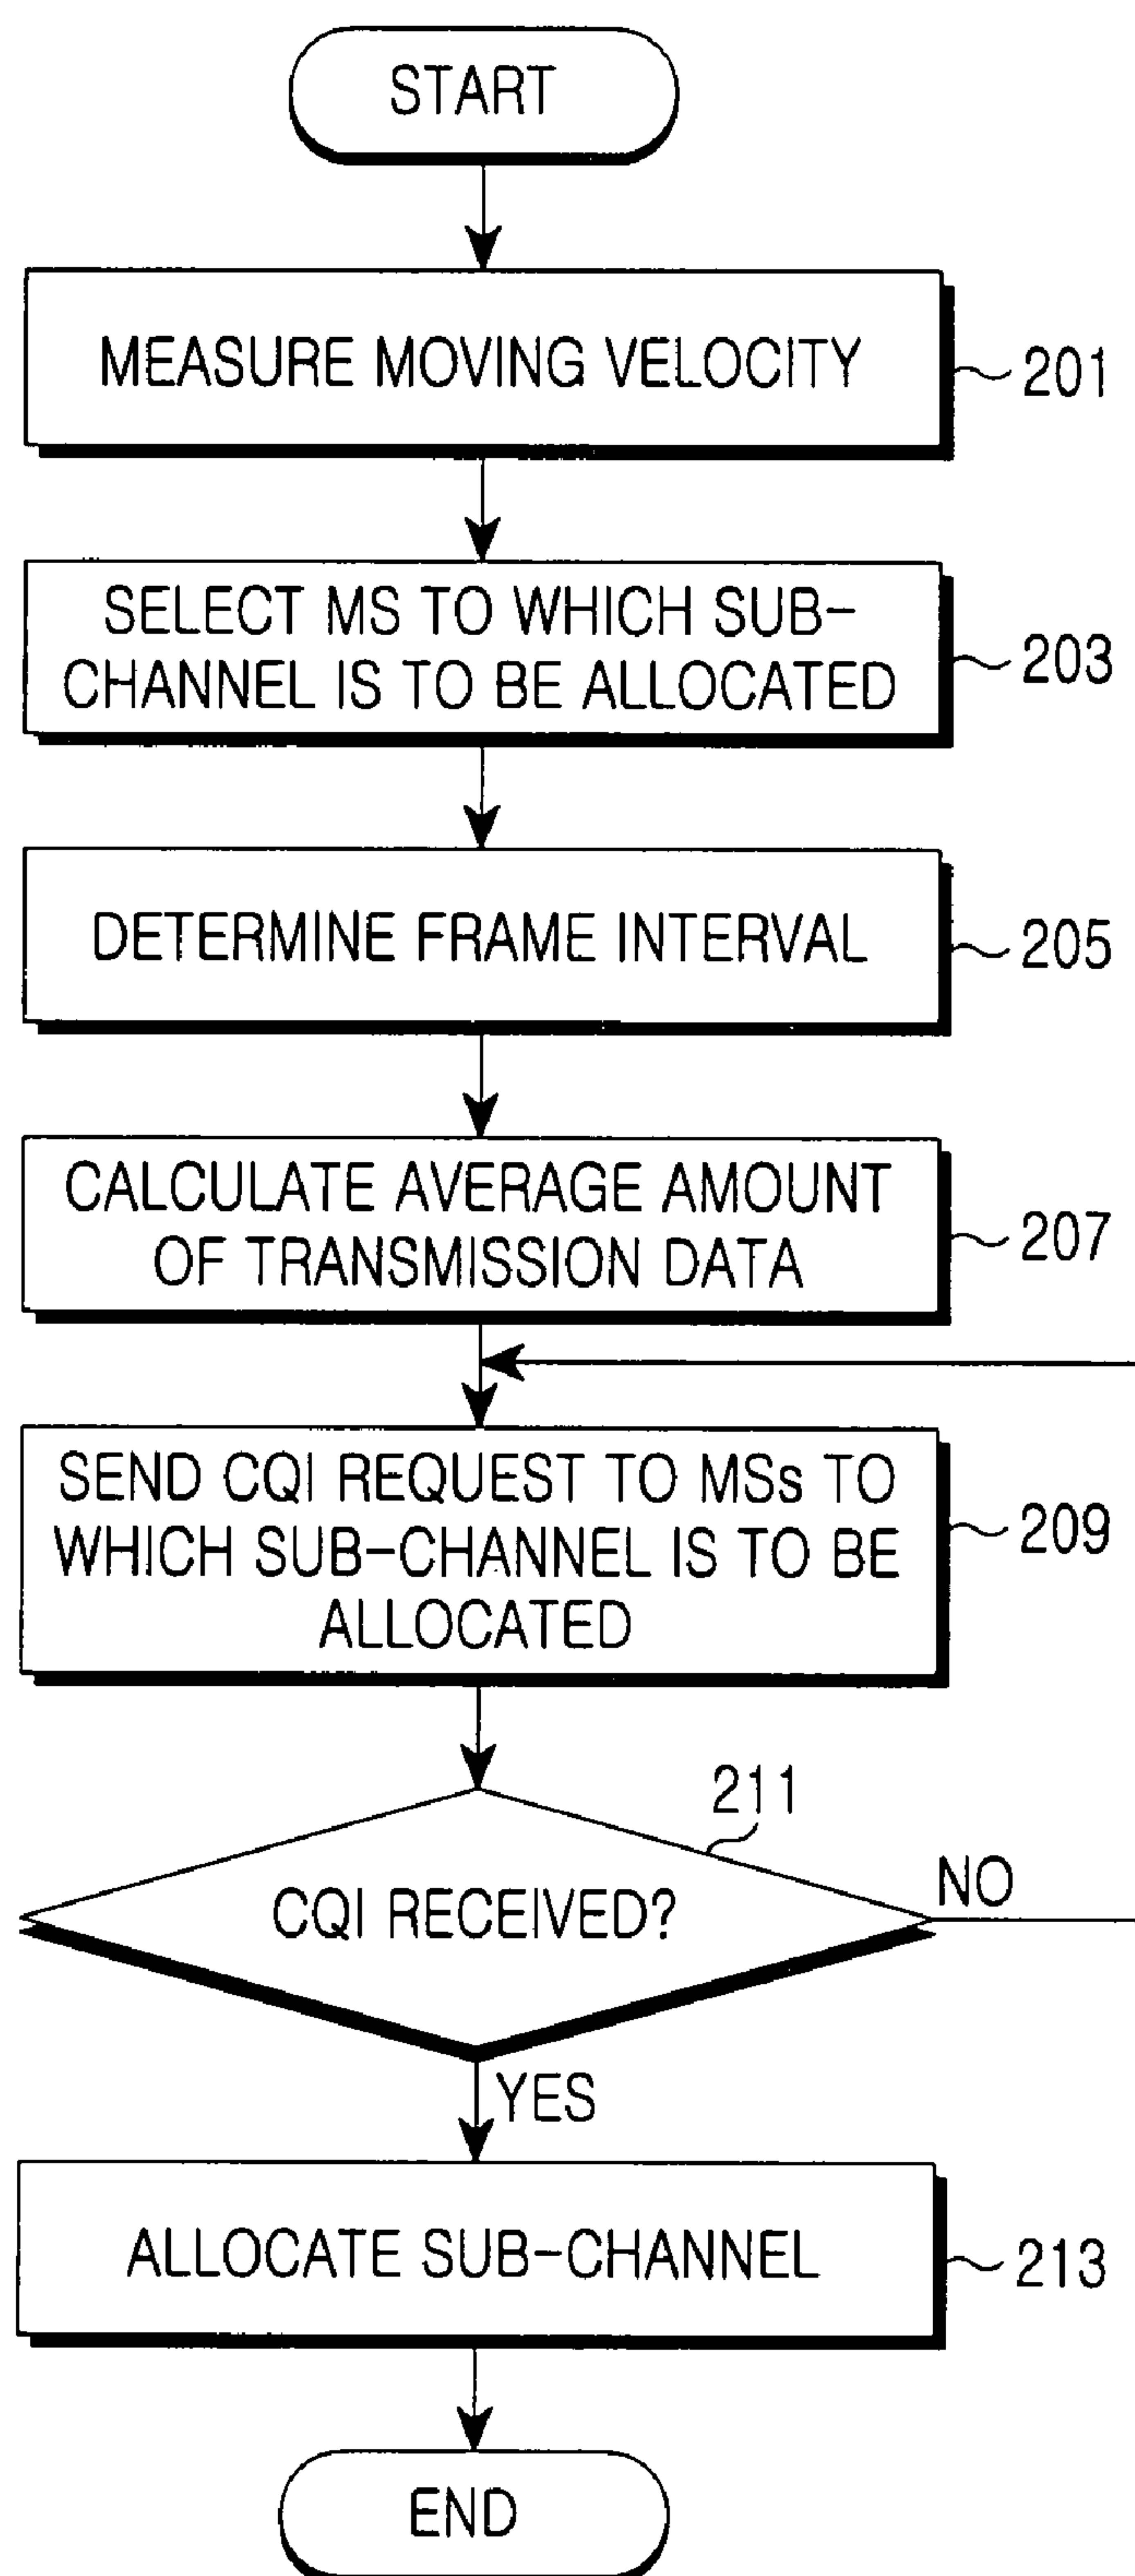 START
MEASURE MOVING VELOCITY
201
SELECT MS TO WHICH SUB-
CHANNEL IS TO BE ALLOCATED
203
DETERMINE FRAME INTERVAL
205
CALCULATE AVERAGE AMOUNT
OF TRANSMISSION DATA
207
SEND CQI REQUEST TO MSs TO
WHICH SUB-CHANNEL IS TO BE
ALLOCATED
209
211
CQI RECEIVED?
NO
YES
ALLOCATE SUB-CHANNEL
213
END